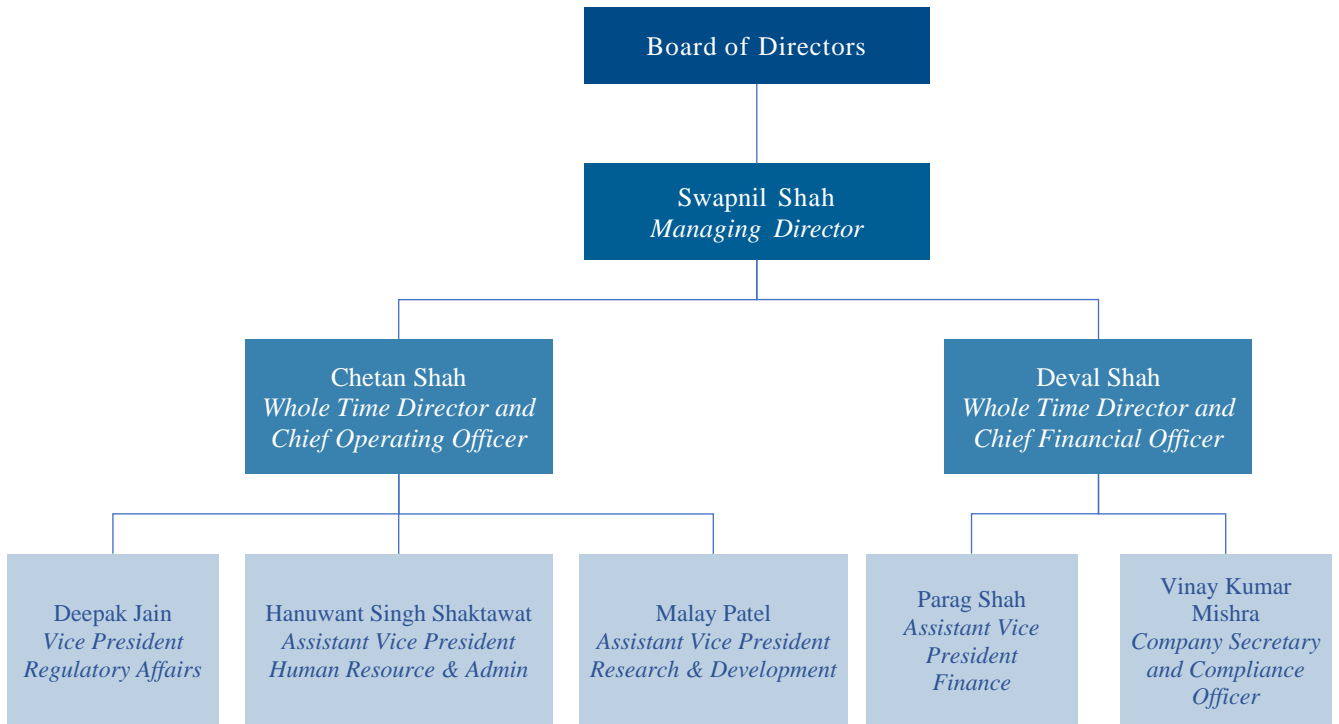 Board of Directors
Swapnil Shah
Managing Director
Chetan Shah
Whole Time Director and
Chief Operating Officer
Deval Shah
Whole Time Director and
Chief Financial Officer
Deepak Jain
Vice President
Regulatory Affairs
Hanuwant Singh Shaktawat
Assistant Vice President
Human Resource & Admin
Malay Patel
Assistant Vice President
Research & Development
Parag Shah
Assistant Vice
President
Finance
Vinay Kumar
Mishra
Company Secretary
and Compliance
Officer